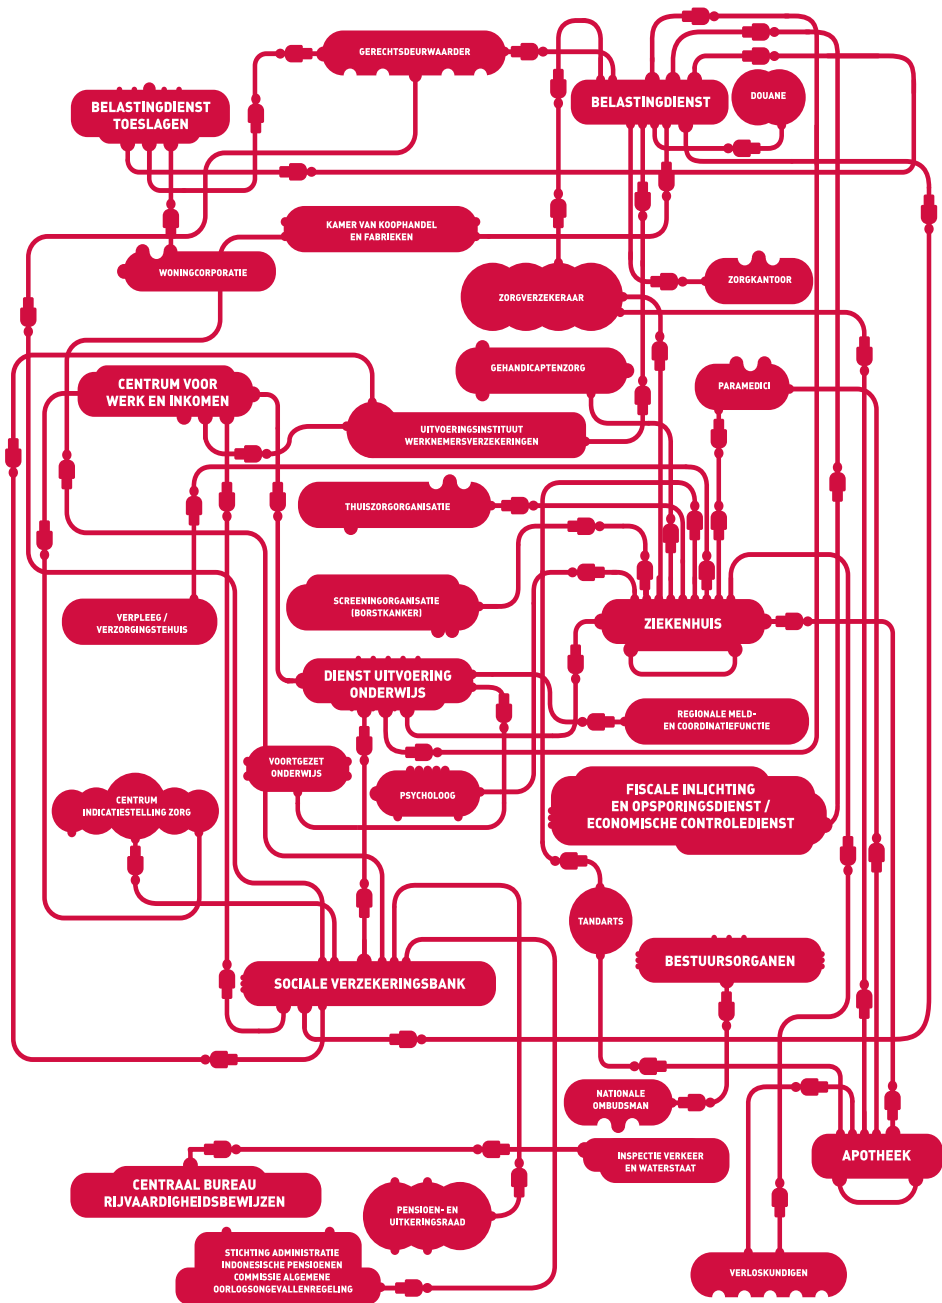 GERECHTSDEURWAARDER
BELASTINGDIENST
TOESLAGEN
BELASTINGDIENST
DOUANE
KAMER VAN KOOPHANDEL
EN FABRIEKEN
WONINGCORPORATIE
ZORGVERZEKERAAR
ZORGKANTOOR
GEHANDICAPTENZORG
CENTRUM VOOR
WERK EN INKOMEN
PARAMEDICI
UITVOERINGSINSTITUUT
WERKNEMERSVERZEKERINGEN
THUISZORGORGANISATIE
SCREENINGORGANISATIE
(BORSTKANKER)
VERPLEEG /
VERZORGINGSTEHUIS
ZIEKENHUIS
DIENST UITVOERING
ONDERWIJS
REGIONALE MELD-
EN COORDINATIEFUNCTIE
VOORTGEZET
ONDERWIJS
PSYCHOLOOG
FISCALE INLICHTING
EN OPSPORINGSDIENST /
ECONOMISCHE CONTROLEDIENST
CENTRUM
INDICATIESTELLING ZORG
TANDARTS
BESTUURSORGANEN
SOCIALE VERZEKERINGSBANK
NATIONALE
OMBUDSMAN
INSPECTIE VERKEER
EN WATERSTAAT
APOTHEEK
CENTRAAL BUREAU
RIJVAARDIGHEIDSBEWIJZEN
PENSIOEN- EN
UITKERINGSRAAD
STICHTING ADMINISTRATIE
INDONESISCHE PENSIOENEN
COMMISSIE ALGEMENE
OORLOGSONGEVALLENREGELING
VERLOSKUNDIGEN